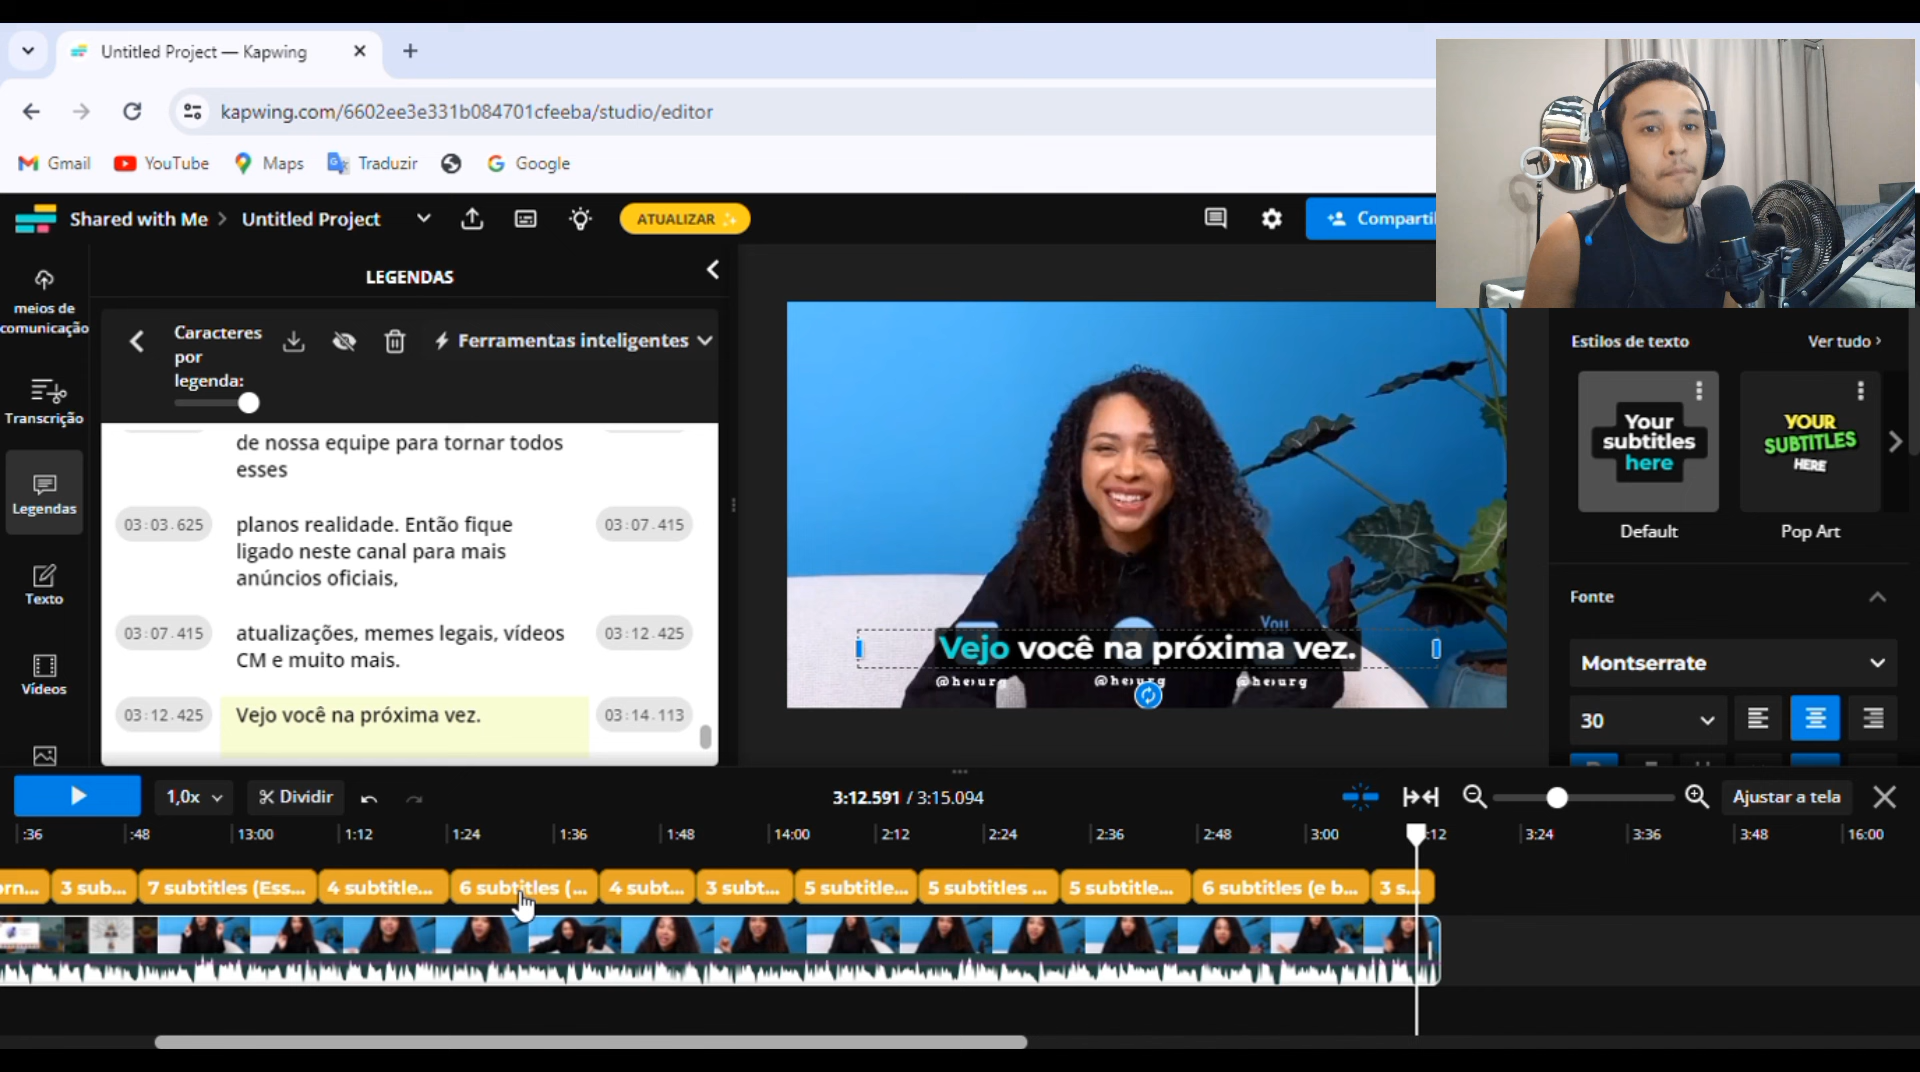 Untitled Project — Kapwing
kapwing.com/6602ee3e331b084701cfeeba/studio/editor
Gmail
YouTube
Maps
Traduzir
Google
Shared with Me > Untitled Project
ATUALIZAR
Compartil
meios de
comunicação
Transcrição
Legendas
Texto
Vídeos
LEGENDAS
Caracteres
por
legenda:
Ferramentas inteligentes
de nossa equipe para tornar todos
esses
03:03.625
planos realidade. Então fique
ligado neste canal para mais
anúncios oficiais,
03:07.415
03:07.415
atualizações, memes legais, vídeos
CM e muito mais.
03:12.425
03:12.425
Vejo você na próxima vez.
03:14.113
You
Vejo você na próxima vez.
Estilos de texto
Ver tudo ›
Your
subtitles
here
Default
YOUR
SUBTITLES
HERE
Pop Art
Fonte
Montserrate
30
1,0x
Dividir
3:12.591 / 3:15.094
Ajustar a tela
:36
:48
13:00
1:12
1:24
1:36
1:48
14:00
2:12
2:24
2:36
2:48
3:00
:12
3:24
3:36
3:48
16:00
orn...
3 sub...
7 subtitles (Ess...
4 subtitle...
6 subtitles (...
4 subt...
3 subt...
5 subtitle...
5 subtitles ...
5 subtitle...
6 subtitles (e b...
3 s...